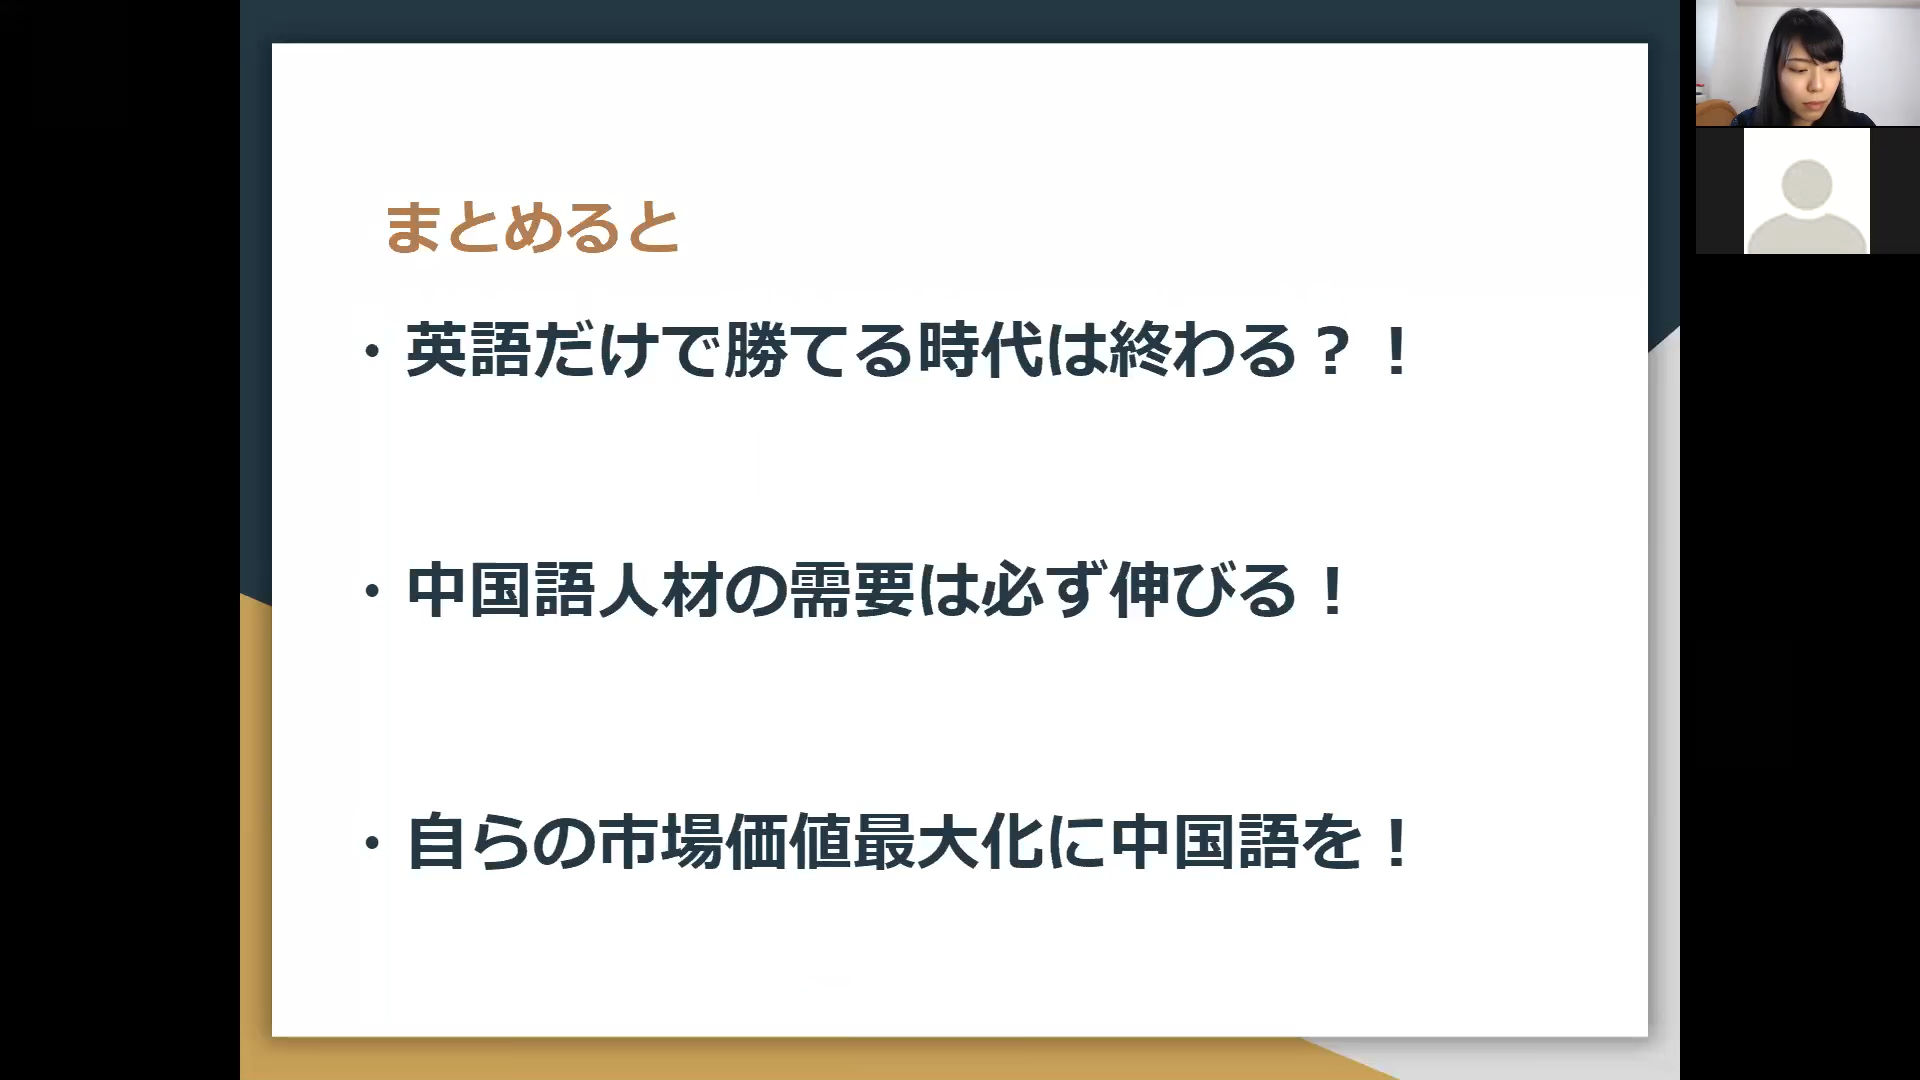 まとめると
・英語だけで勝てる時代は終わる？！
・中国語人材の需要は必ず伸びる！
・自らの市場価値最大化に中国語を！